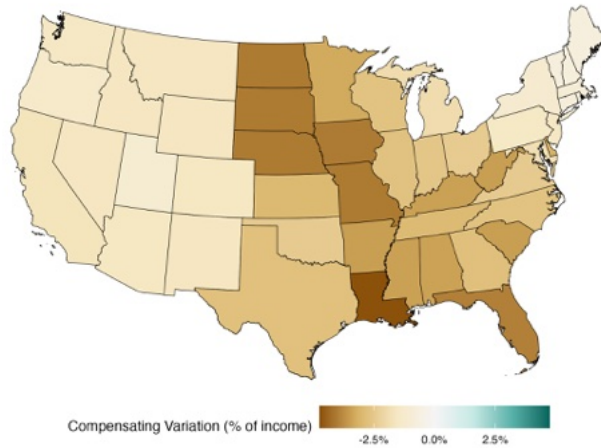 Compensating Variation (% of income)
-2.5% 0.0% 2.5%